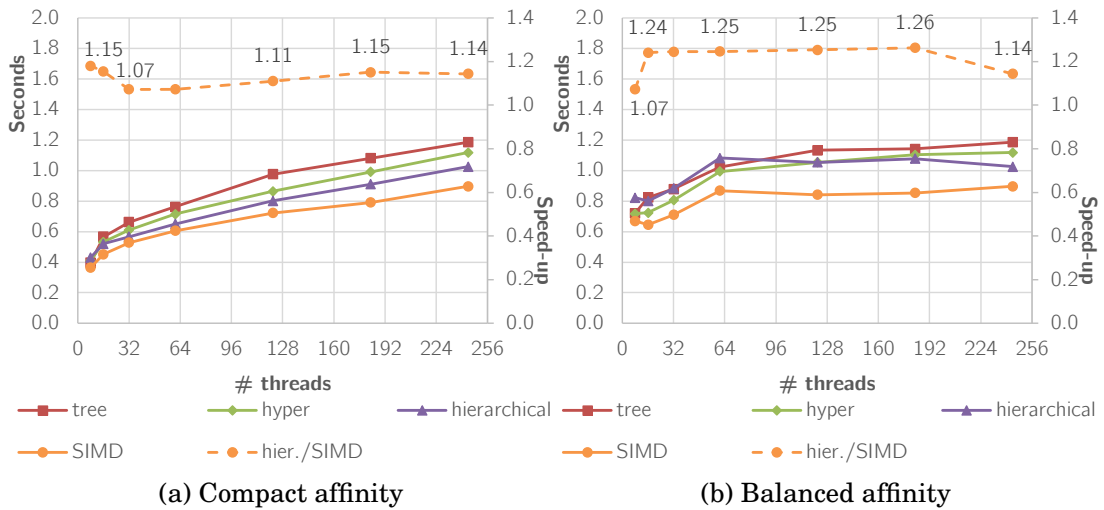 2.0 1.4 2.0 1.4
1.15 1.11 1.15 1.14 1.24 1.25 1.25 1.26 1.14
1.8 1.2 1.8 1.2
1.07 1.07
1.6 1.6
1.4 1.0 1.4 1.0
1.2 0.8 1.2 0.8
1.0 1.0
0.8 0.6 0.8 0.6
0.6 0.4 0.6 0.4
0.4 0.4
0.2 0.2 0.2 0.2
0.0 0.0 0.0 0.0
Seconds Speed-up Seconds Speed-up
0 32 64 96 128 160 192 224 256 0 32 64 96 128 160 192 224 256
# threads # threads
tree hyper hierarchical tree hyper hierarchical
SIMD hier./SIMD SIMD hier./SIMD
(a) Compact affinity (b) Balanced affinity